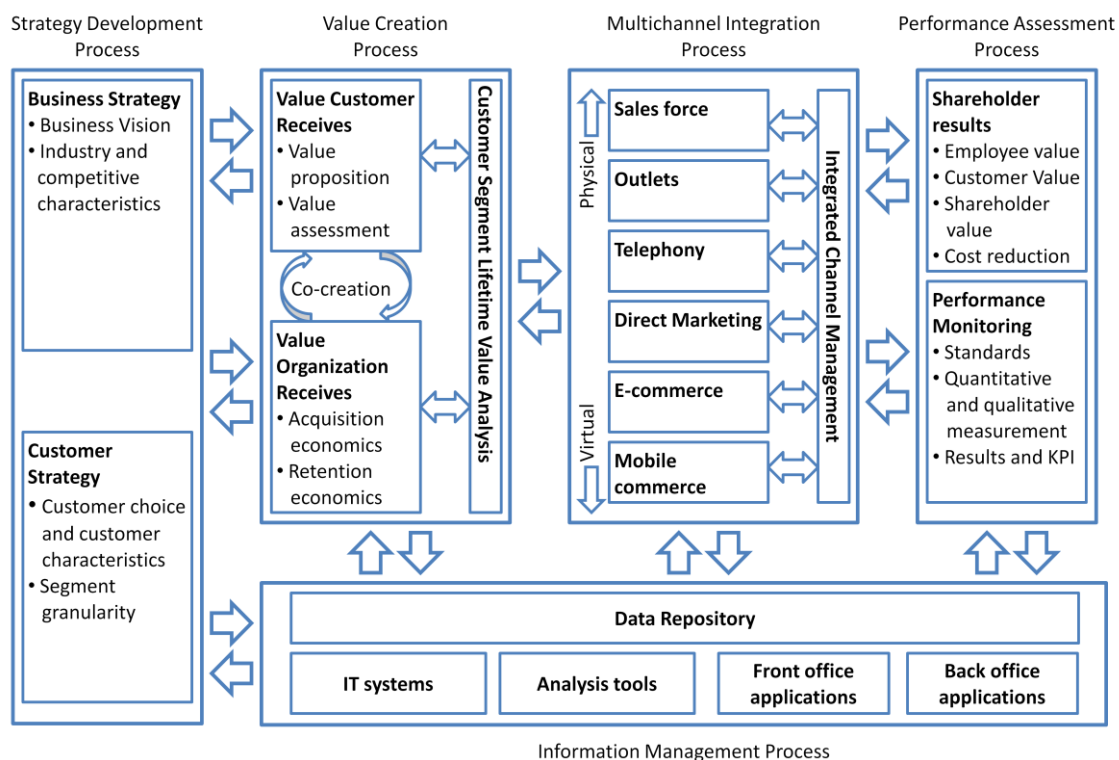 Strategy Development
Process
Value Creation
Process
Multichannel Integration
Process
Performance Assessment
Process
Business Strategy
• Business Vision
• Industry and
competitive
characteristics
Customer
Strategy
• Customer choice
and customer
characteristics
• Segment
granularity
Value Customer
Receives
• Value
proposition
• Value
assessment
Co-creation
Value
Organization
Receives
• Acquisition
economics
• Retention
economics
Customer Segment Lifetime Value Analysis
Physical
Virtual
Sales force
Outlets
Telephony
Direct Marketing
E-commerce
Mobile
commerce
Integrated Channel Management
Shareholder
results
• Employee value
• Customer Value
• Shareholder
value
• Cost reduction
Performance
Monitoring
• Standards
• Quantitative
and qualitative
measurement
• Results and KPI
Data Repository
IT systems
Analysis tools
Front office
applications
Back office
applications
Information Management Process